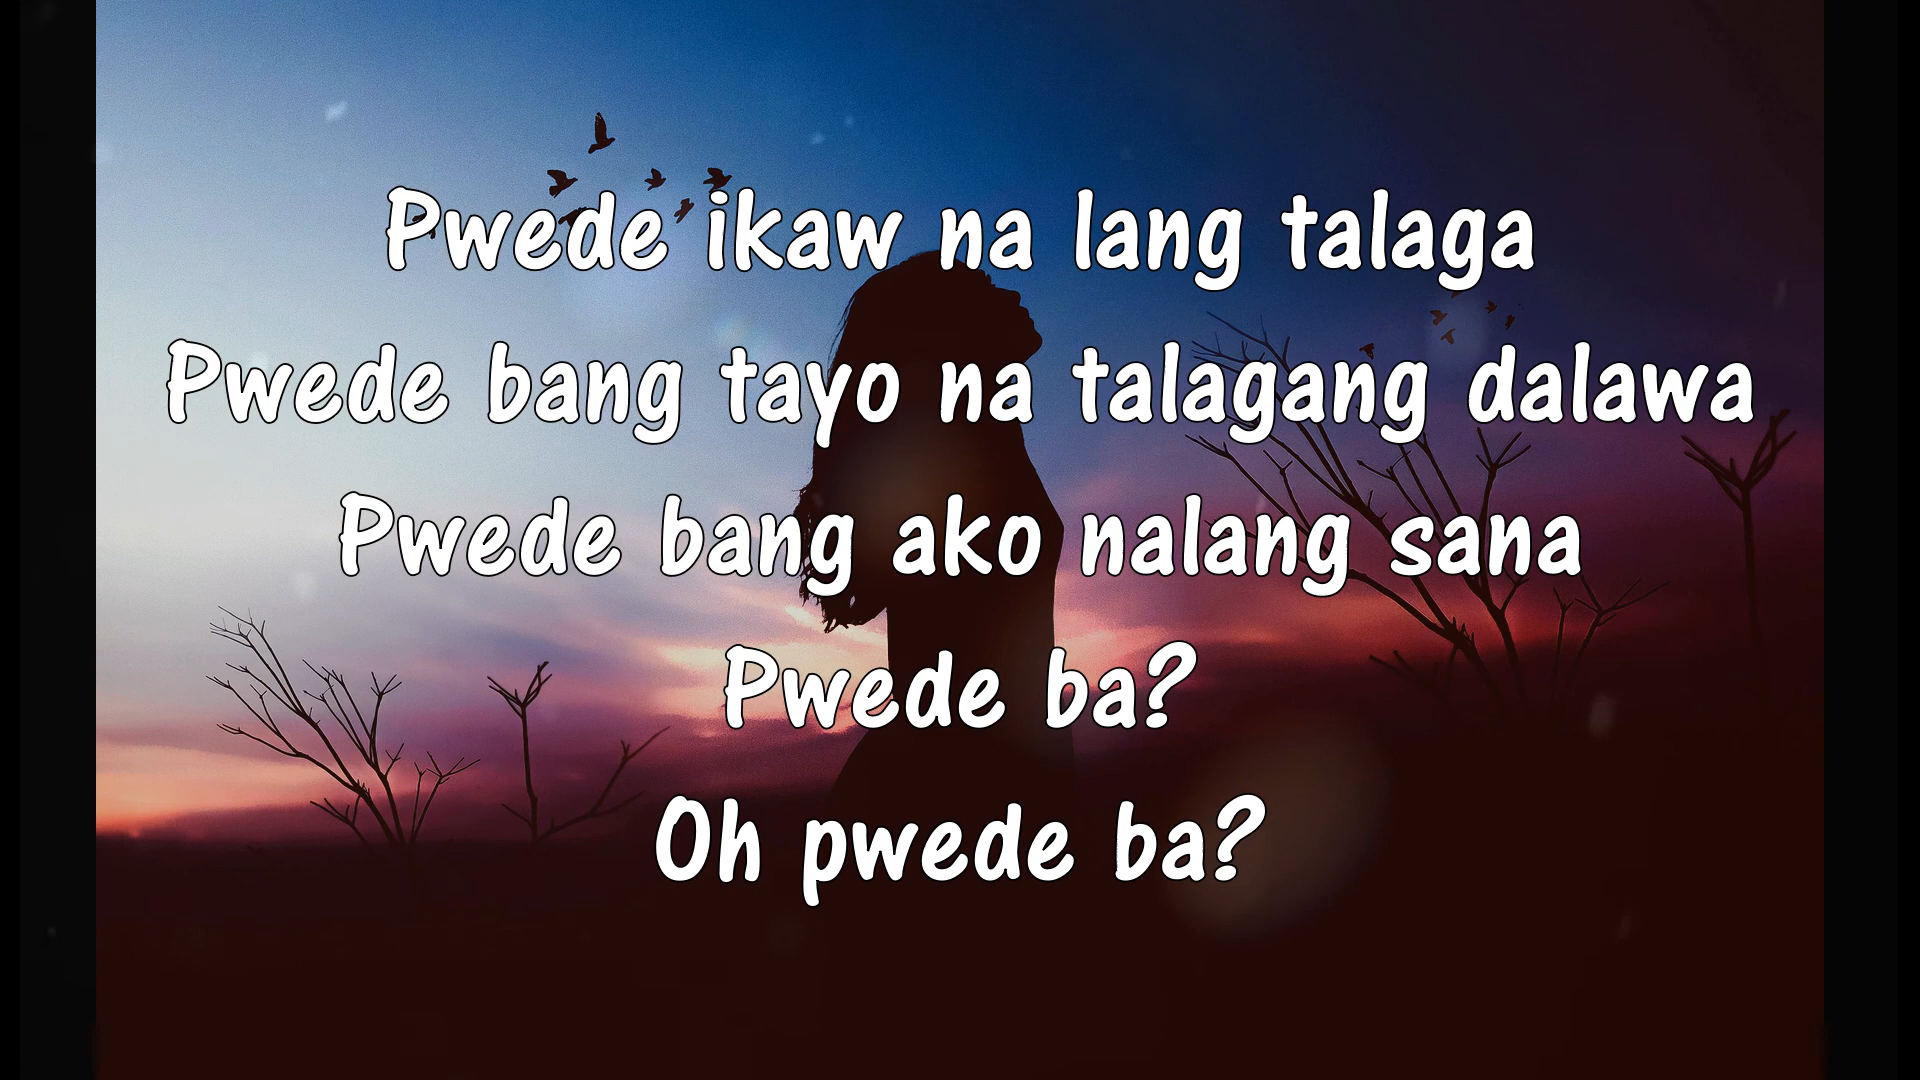 Pwede ikaw na lang talaga
Pwede bang tayo na talagang dalawa
Pwede bang ako nalang sana
Pwede ba?
Oh pwede ba?